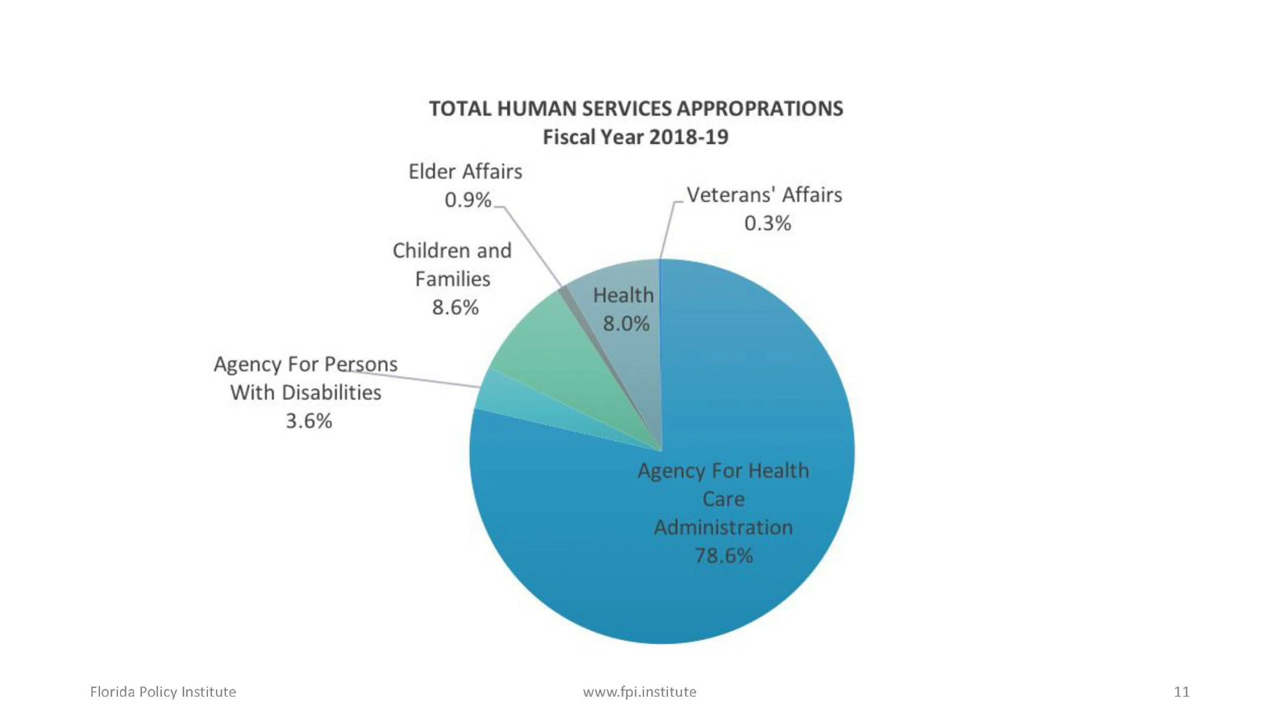 TOTAL HUMAN SERVICES APPROPRATIONS
Fiscal Year 2018-19
Elder Affairs
0.9%
Veterans' Affairs
0.3%
Children and
Families
8.6%
Health
8.0%
Agency For Persons
With Disabilities
3.6%
Agency For Health
Care
Administration
78.6%
Florida Policy Institute
www.fpi.institute
11